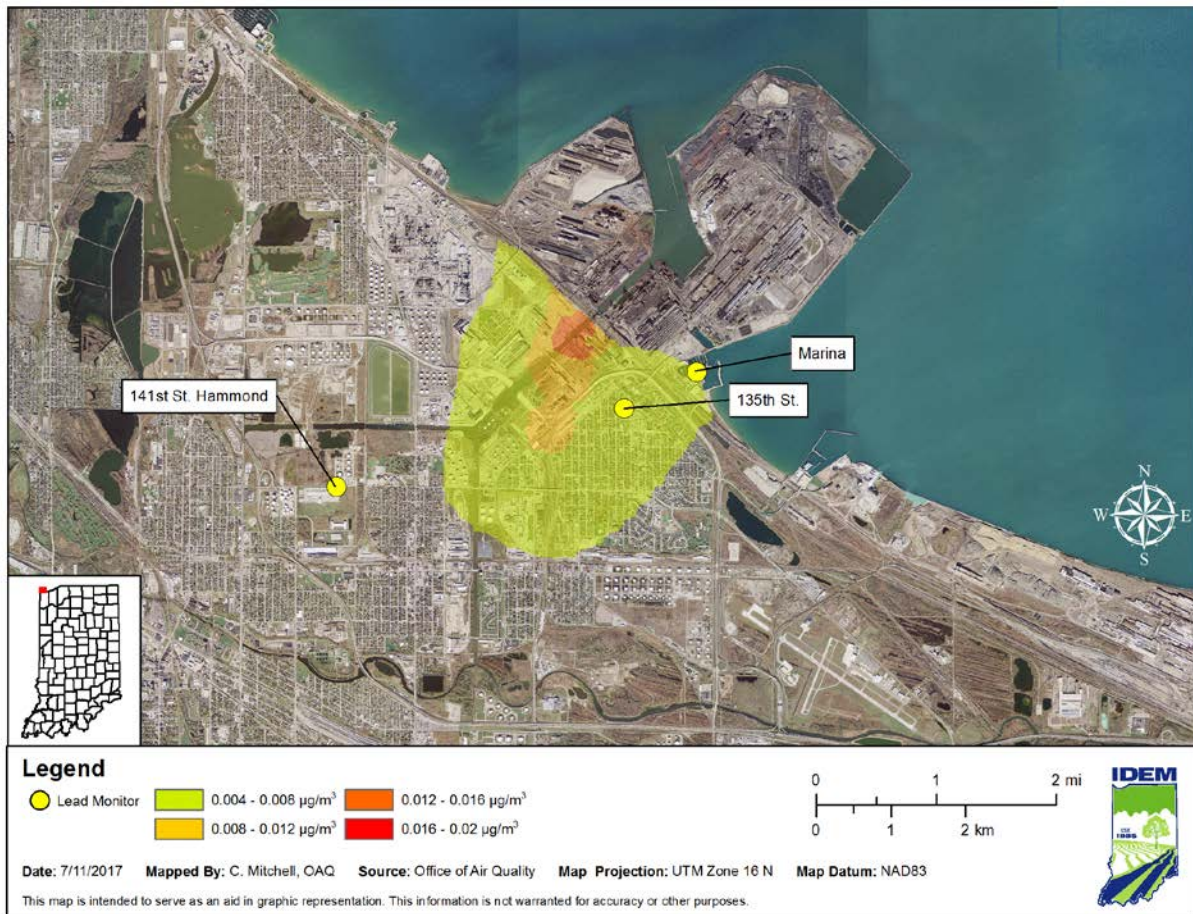 141st St. Hammond
Marina
135th St.
N
W E
S
Legend
Lead Monitor
0.004 - 0.008 µg/m³
0.012 - 0.016 µg/m³
0.008 - 0.012 µg/m³
0.016 - 0.02 µg/m³
0 1 2 mi
0 1 2 km
IDEM
1986
Date: 7/11/2017 Mapped By: C. Mitchell, OAQ Source: Office of Air Quality Map Projection: UTM Zone 16 N Map Datum: NAD83
This map is intended to serve as an aid in graphic representation. This information is not warranted for accuracy or other purposes.